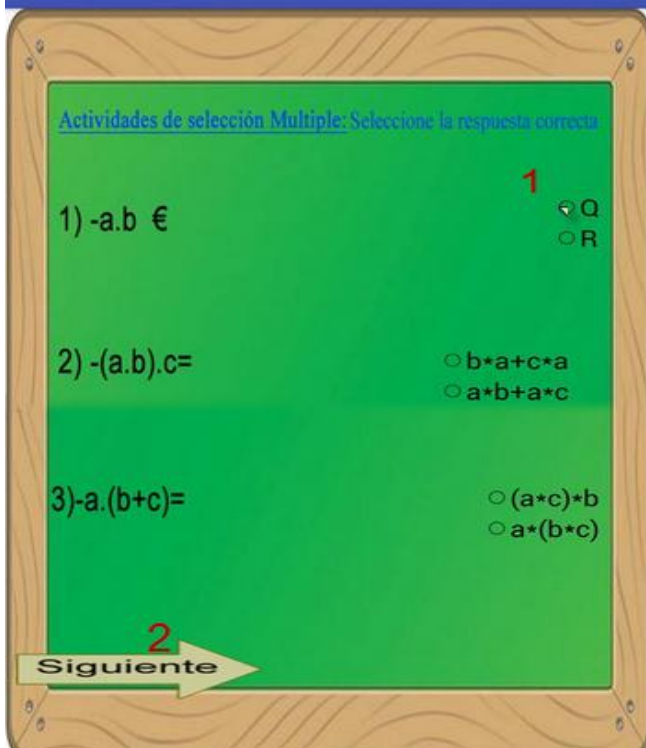 Actividades de selección Multiple: Seleccione la respuesta correcta
1
1) -a.b €
Q
R
2) -(a.b).c=
b*a+c*a
a*b+a*c
3)-a.(b+c)=
(a*c)*b
a*(b*c)
2
Siguiente